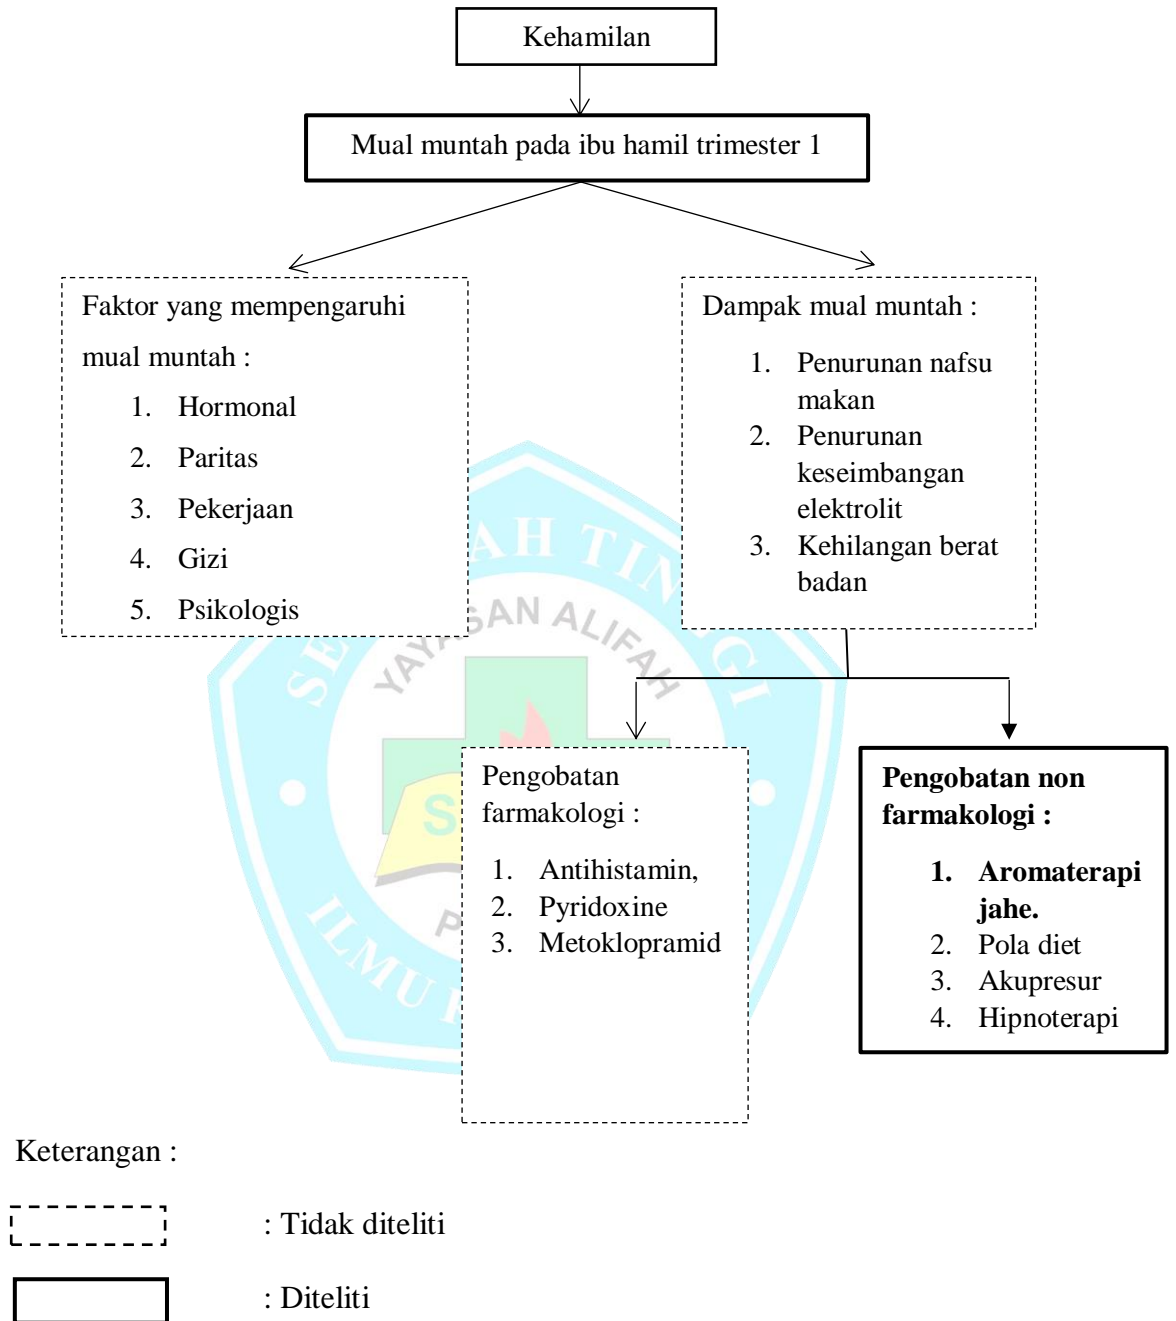 Kehamilan
Mual muntah pada ibu hamil trimester 1
Faktor yang mempengaruhi
mual muntah :
1. Hormonal
2. Paritas
3. Pekerjaan
4. Gizi
5. Psikologis
Dampak mual muntah :
1. Penurunan nafsu
makan
2. Penurunan
keseimbangan
elektrolit
3. Kehilangan berat
badan
YAYASAN ALIFAH
Pengobatan
farmakologi :
1. Antihistamin,
2. Pyridoxine
3. Metoklopramid
Pengobatan non
farmakologi :
1. Aromaterapi
jahe.
2. Pola diet
3. Akupresur
4. Hipnoterapi
ILMU
Keterangan :
: Tidak diteliti
: Diteliti